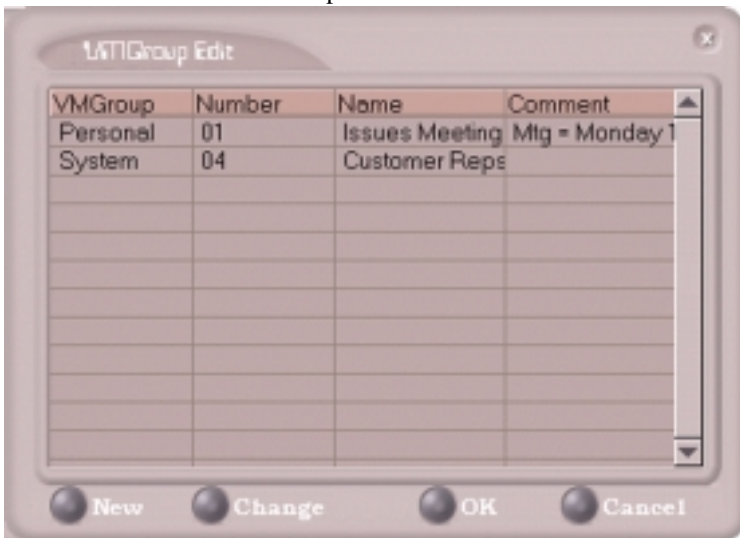 VMGroup Edit
VMGroup Number Name Comment
Personal 01 Issues Meeting Mtg = Monday 1
System 04 Customer Reps
New Change OK Cancel